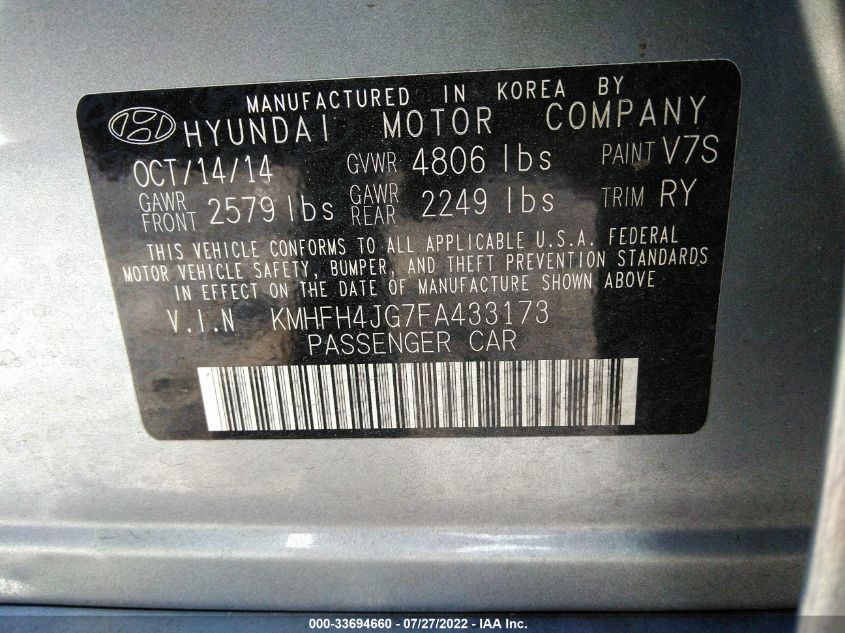 MANUFACTURED IN KOREA BY
HYUNDAI MOTOR COMPANY
OCT/14/14 GVWR 4806 lbs PAINT V7S
GAWR FRONT 2579 lbs GAWR REAR 2249 lbs TRIM RY
THIS VEHICLE CONFORMS TO ALL APPLICABLE U.S.A. FEDERAL
MOTOR VEHICLE SAFETY, BUMPER, AND THEFT PREVENTION STANDARDS
IN EFFECT ON THE DATE OF MANUFACTURE SHOWN ABOVE
V.I.N KMHFH4JG7FA433173
PASSENGER CAR
000-33694660 - 07/27/2022 - IAA Inc.